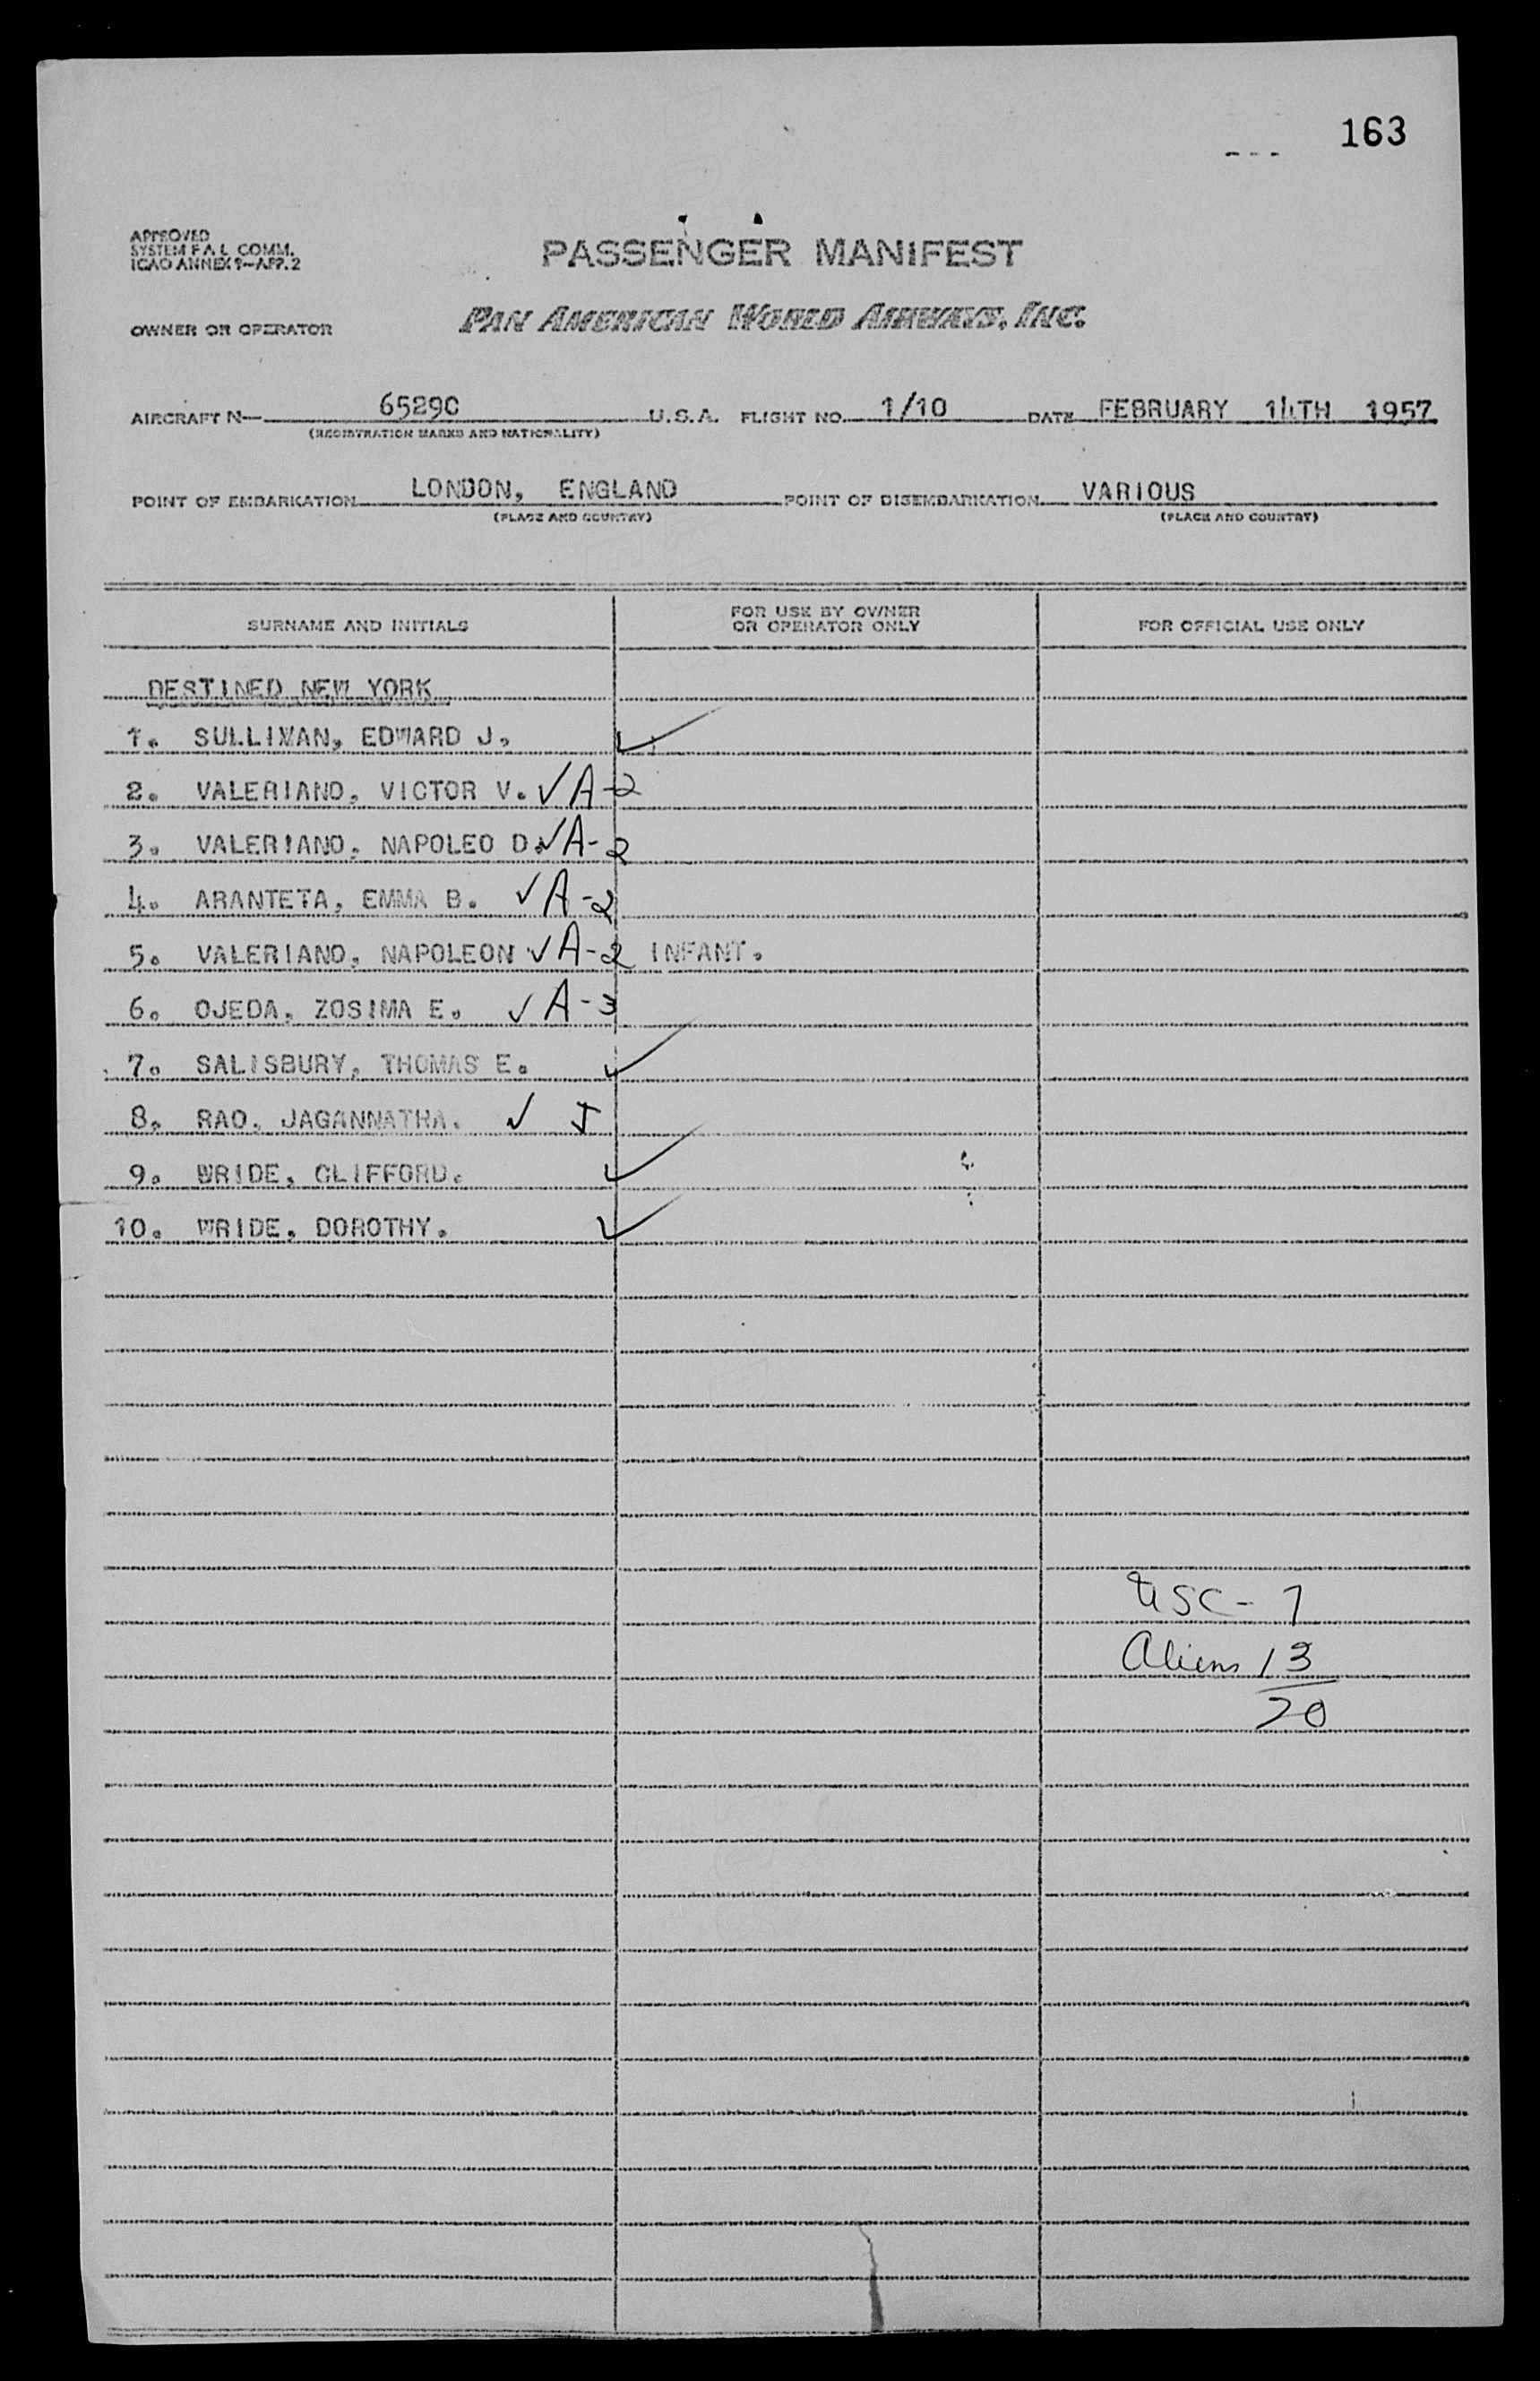 163
APPROVED
SYSTEM F.A.L. COMM.
ICAO ANNEX 9-APP. 2
PASSENGER MANIFEST
OWNER OR OPERATOR
PAN AMERICAN WORLD AIRWAYS, INC.
AIRCRAFT N— 6529C U.S.A. FLIGHT NO. 1/10 DATE FEBRUARY 14TH 1957
(REGISTRATION MARKS AND NATIONALITY)
POINT OF EMBARKATION LONDON, ENGLAND POINT OF DISEMBARKATION VARIOUS
(PLACE AND COUNTRY) (PLACE AND COUNTRY)
SURNAME AND INITIALS FOR USE BY OWNER OR OPERATOR ONLY FOR OFFICIAL USE ONLY
DESTINED NEW YORK
1. SULLIVAN, EDWARD J. ✓
2. VALERIANO, VICTOR V. ✓ A-2
3. VALERIANO, NAPOLEO D. ✓ A-2
4. ARANTETA, EMMA B. ✓ A-2
5. VALERIANO, NAPOLEON ✓ A-2 INFANT.
6. OJEDA, ZOSIMA E. ✓ A-3
7. SALISBURY, THOMAS E. ✓
8. RAO, JAGANNATHA. ✓ J
9. WRIDE, CLIFFORD. ✓
10. WRIDE, DOROTHY. ✓
USC - 7
Aliens 13
20